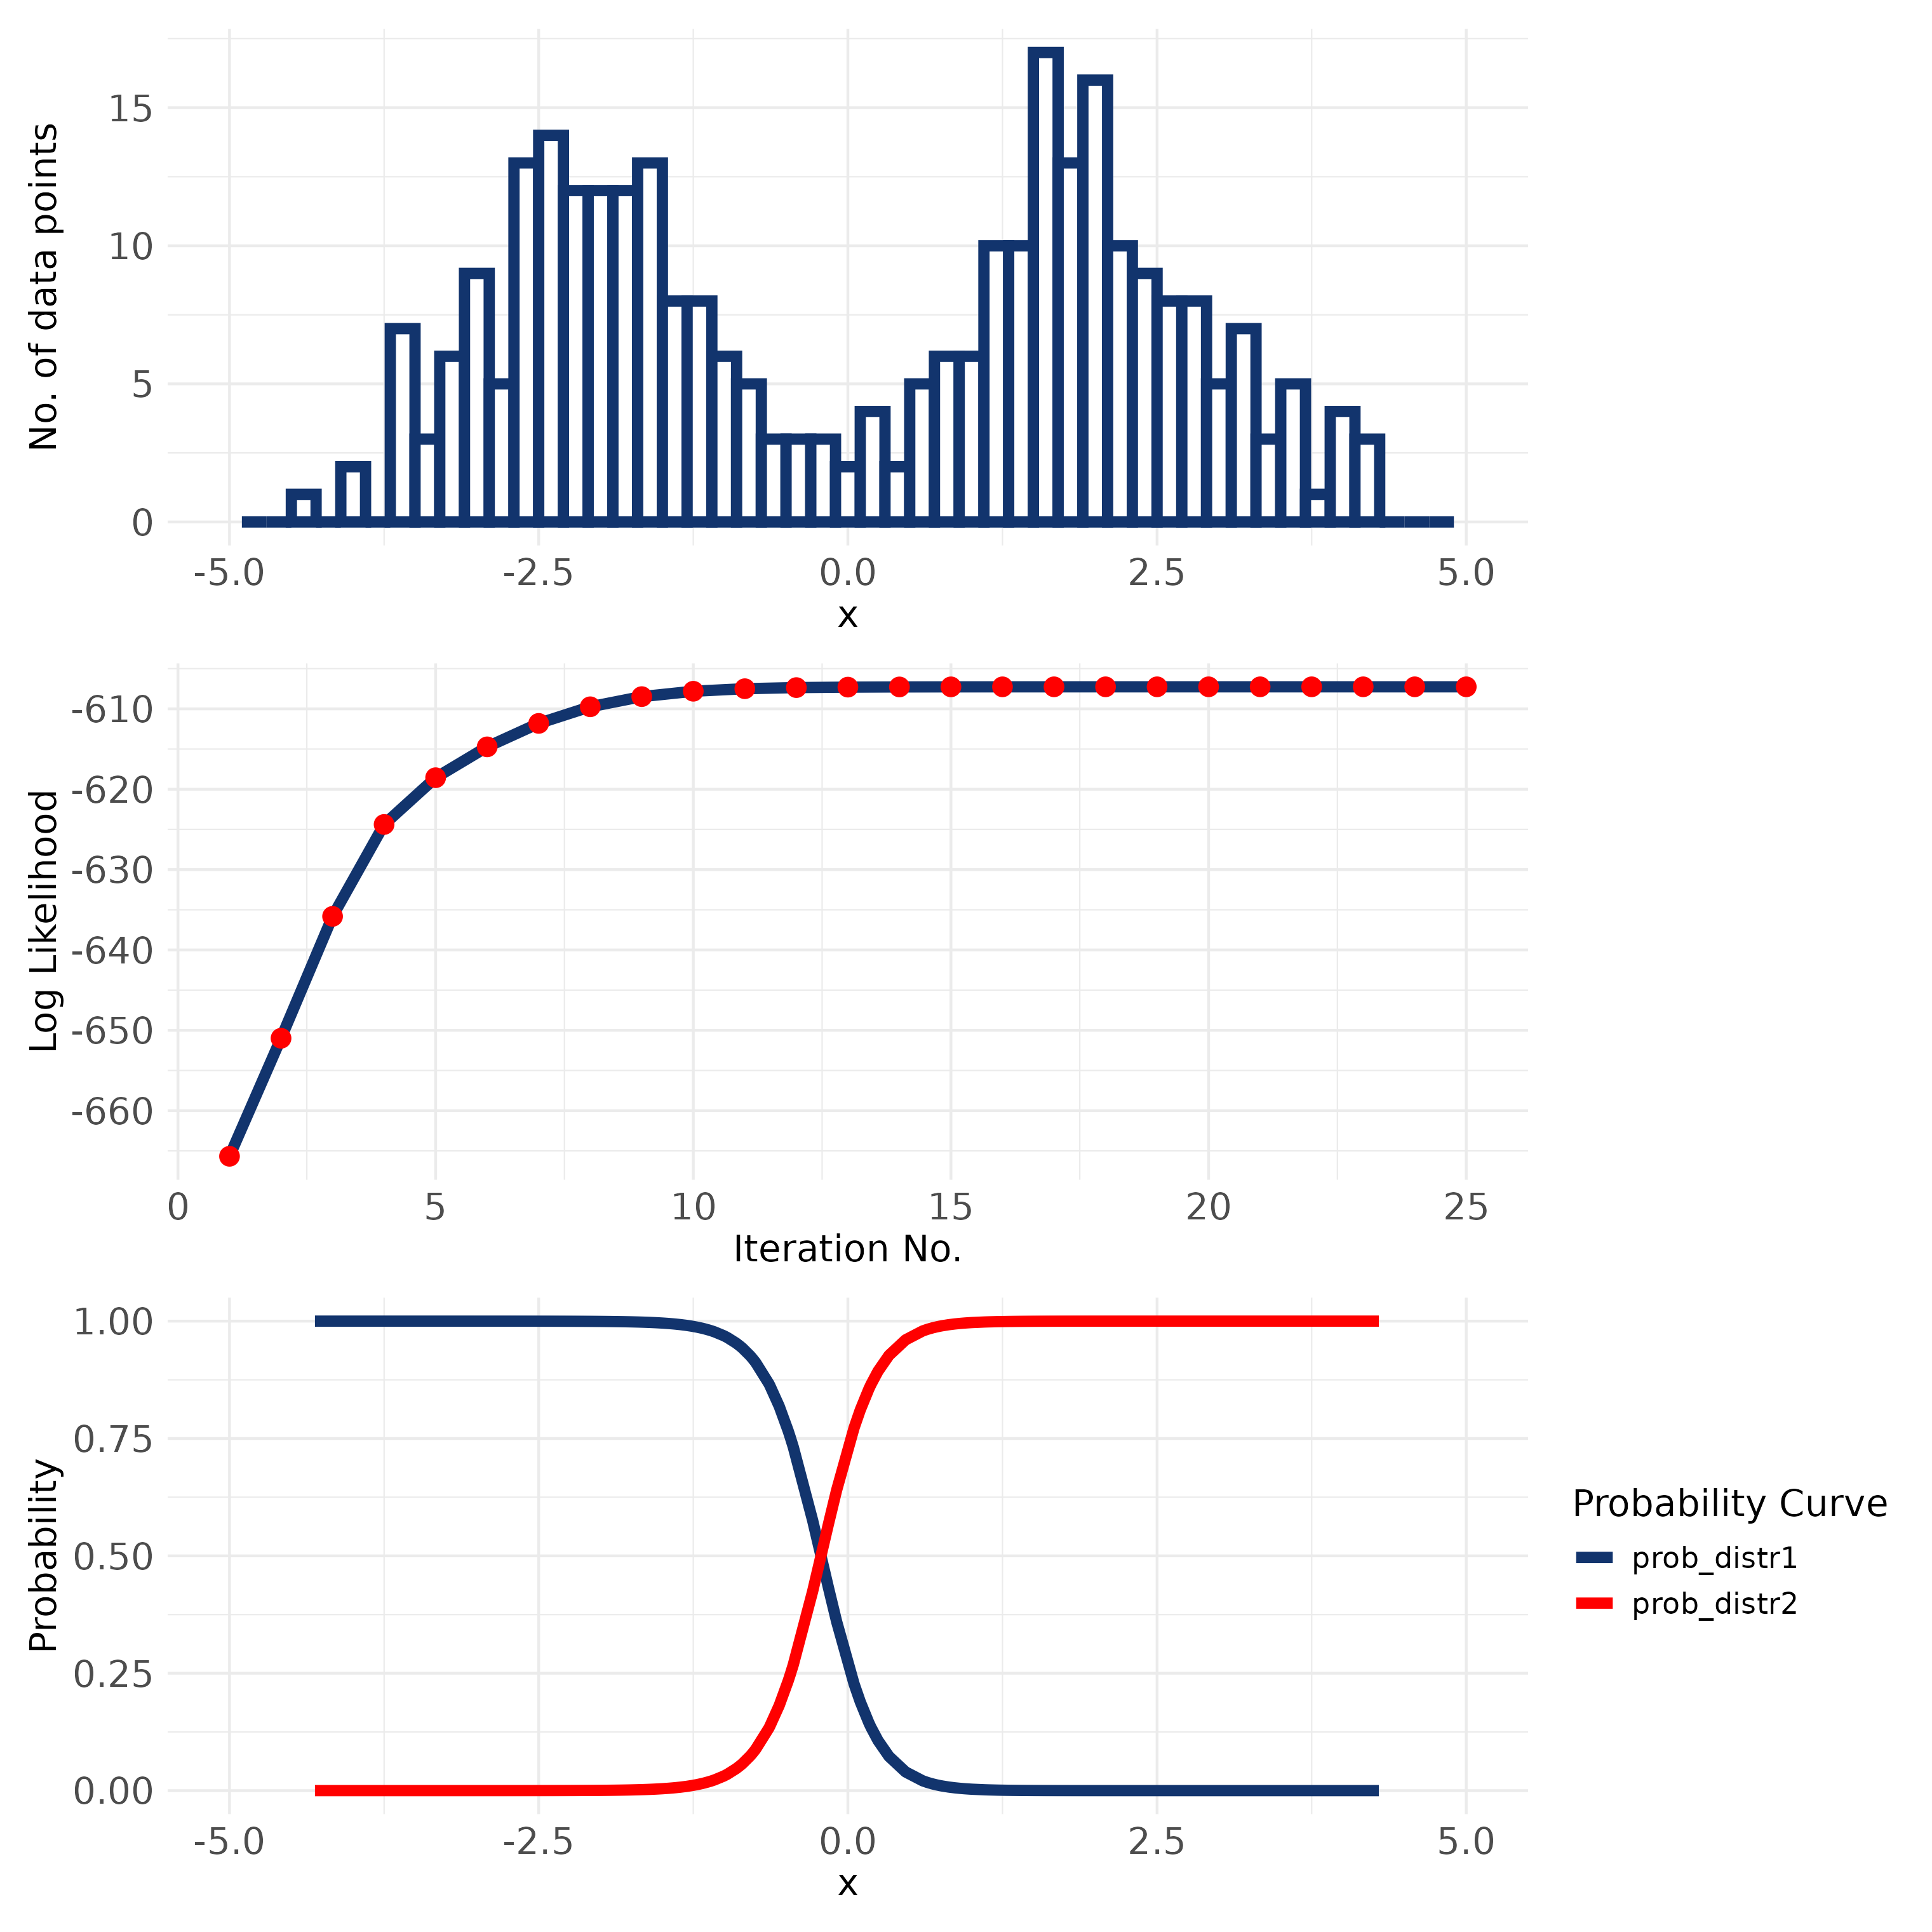 No. of data points
15
10
5
0
-5.0 -2.5 0.0 2.5 5.0
x
Log Likelihood
-610
-620
-630
-640
-650
-660
0 5 10 15 20 25
Iteration No.
Probability
1.00
0.75
0.50
0.25
0.00
-5.0 -2.5 0.0 2.5 5.0
x
Probability Curve
prob_distr1
prob_distr2